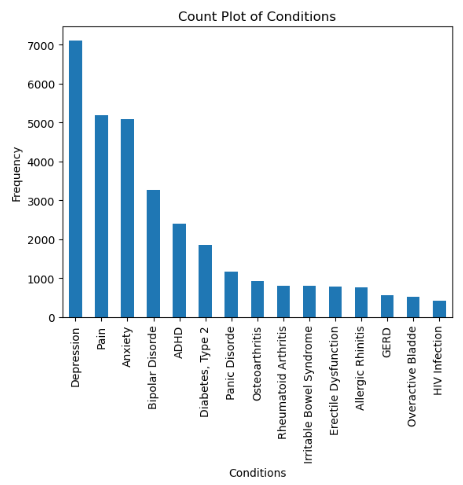 Count Plot of Conditions
Frequency
7000
6000
5000
4000
3000
2000
1000
0
Depression
Pain
Anxiety
Bipolar Disorde
ADHD
Diabetes, Type 2
Panic Disorde
Osteoarthritis
Rheumatoid Arthritis
Irritable Bowel Syndrome
Erectile Dysfunction
Allergic Rhinitis
GERD
Overactive Bladde
HIV Infection
Conditions